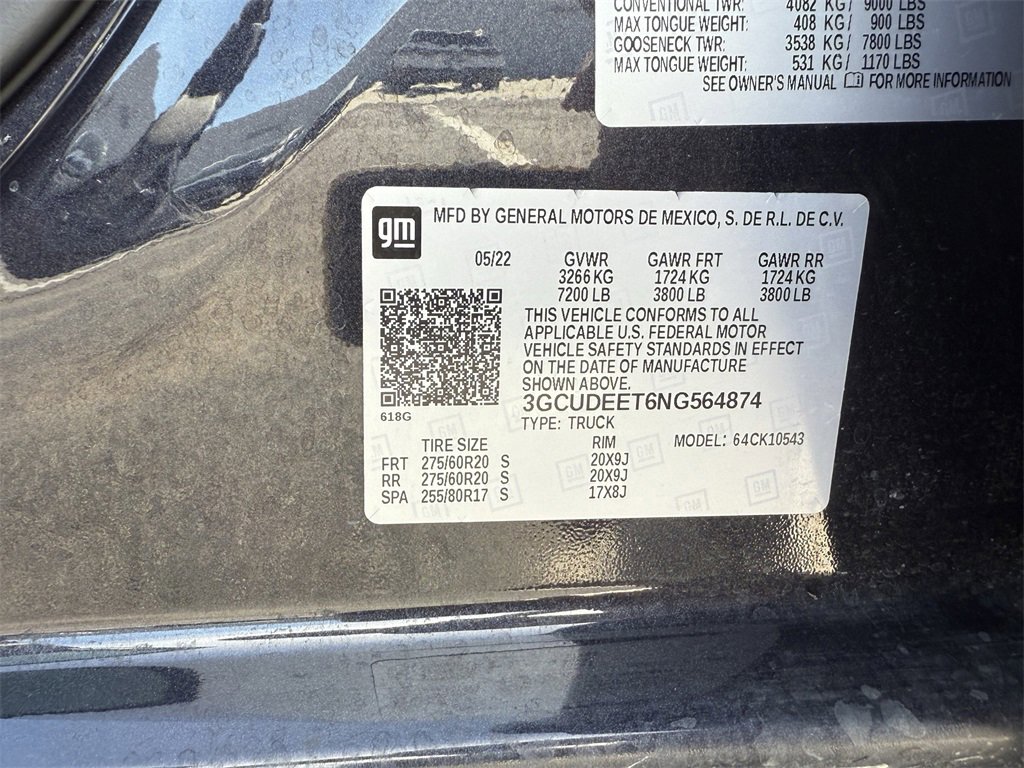 CONVENTIONAL TWR: 4082 KG/ 9000 LBS
MAX TONGUE WEIGHT: 408 KG/ 900 LBS
GOOSENECK TWR: 3538 KG/ 7800 LBS
MAX TONGUE WEIGHT: 531 KG/ 1170 LBS
SEE OWNER'S MANUAL FOR MORE INFORMATION
gm
MFD BY GENERAL MOTORS DE MEXICO, S. DE R.L. DE C.V.
05/22 GVWR GAWR FRT GAWR RR
3266 KG 1724 KG 1724 KG
7200 LB 3800 LB 3800 LB
THIS VEHICLE CONFORMS TO ALL
APPLICABLE U.S. FEDERAL MOTOR
VEHICLE SAFETY STANDARDS IN EFFECT
ON THE DATE OF MANUFACTURE
SHOWN ABOVE.
3GCUDEET6NG564874
618G
TYPE: TRUCK
MODEL: 64CK10543
TIRE SIZE RIM
FRT 275/60R20 S 20X9J
RR 275/60R20 S 20X9J
SPA 255/80R17 S 17X8J